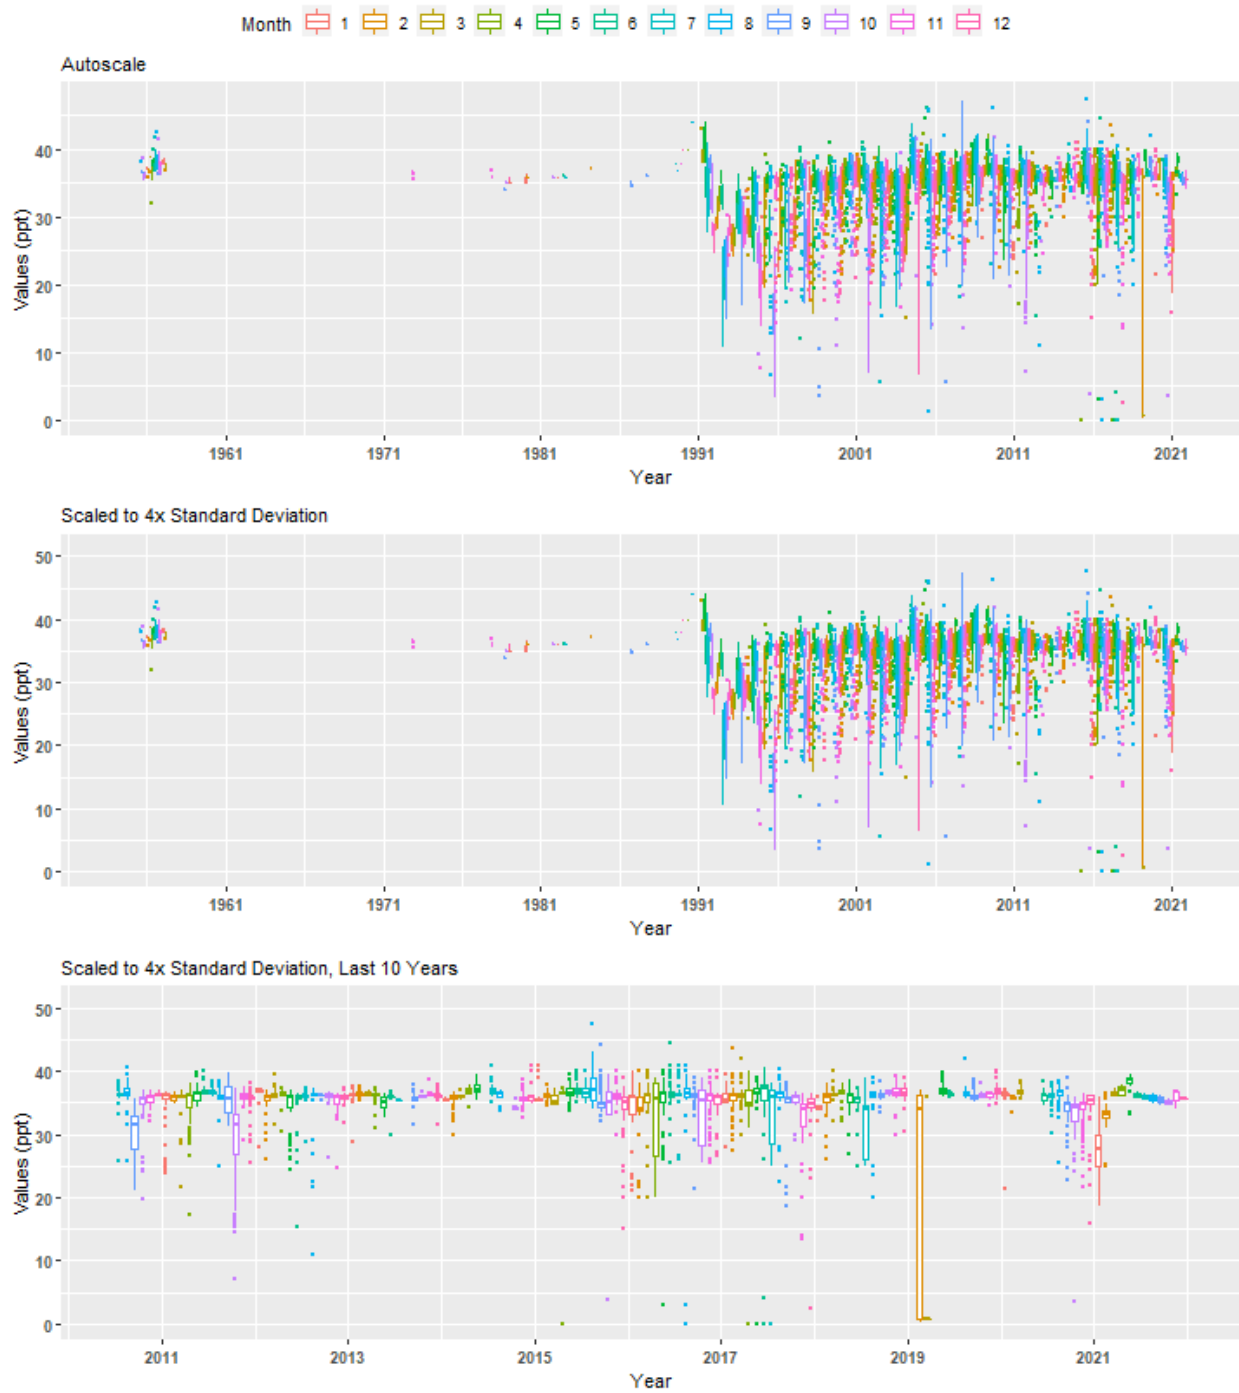 Month 1 2 3 4 5 6 7 8 9 10 11 12
Autoscale
40
30
20
10
0
Values (ppt)
1961 1971 1981 1991 2001 2011 2021
Year
Scaled to 4x Standard Deviation
50
40
30
20
10
0
Values (ppt)
1961 1971 1981 1991 2001 2011 2021
Year
Scaled to 4x Standard Deviation, Last 10 Years
50
40
30
20
10
0
Values (ppt)
2011 2013 2015 2017 2019 2021
Year